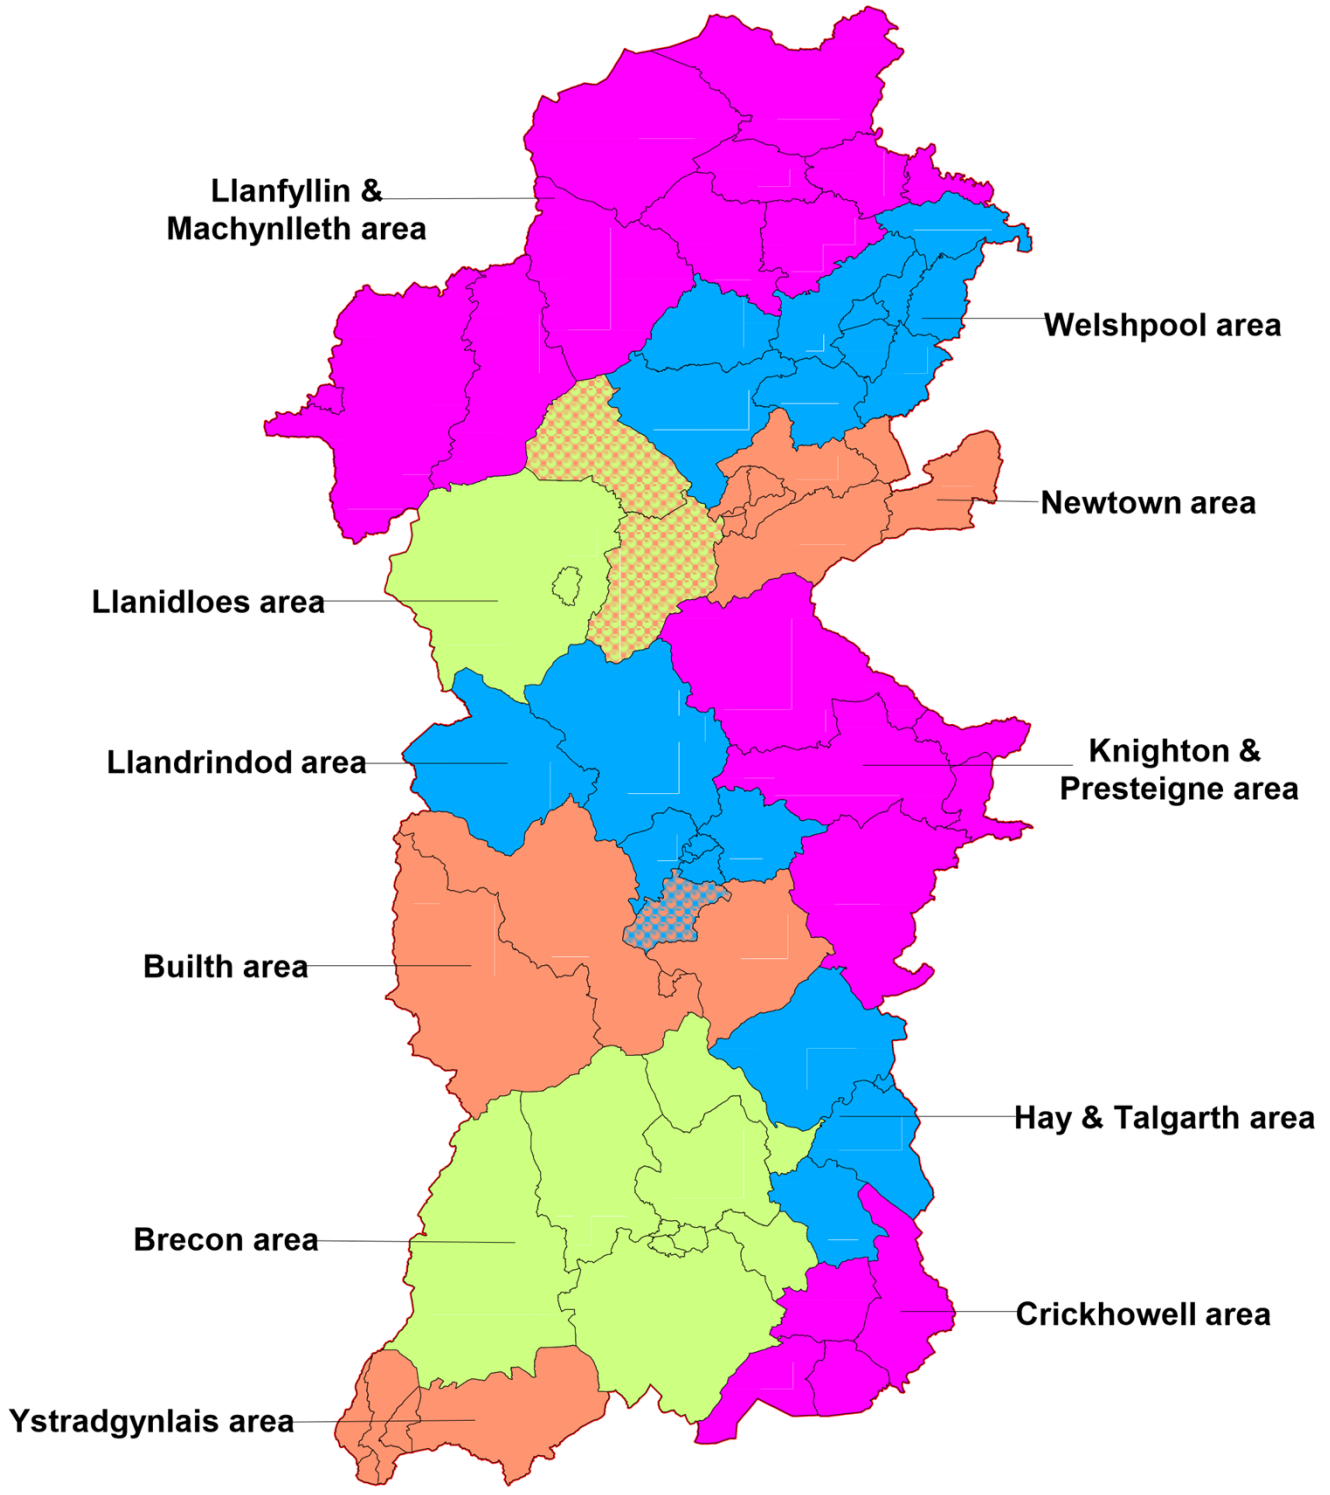 Llanfyllin &
Machynlleth area
Welshpool area
Newtown area
Llanidloes area
Llandrindod area
Knighton &
Presteigne area
Builth area
Hay & Talgarth area
Brecon area
Crickhowell area
Ystradgynlais area